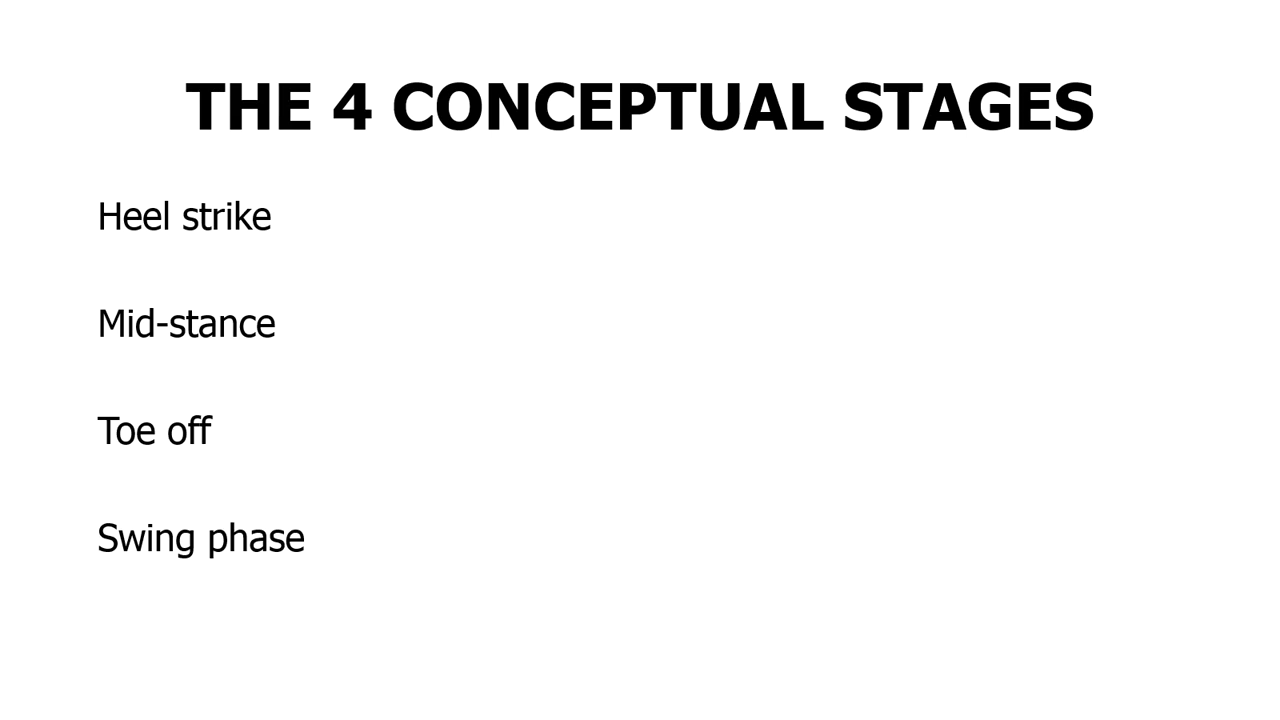 THE 4 CONCEPTUAL STAGES
Heel strike
Mid-stance
Toe off
Swing phase